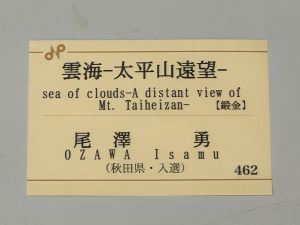 雲海-太平山遠望-
sea of clouds-A distant view of
Mt. Taiheizan- 【鍛金】
尾澤 勇
OZAWA Isamu
(秋田県・入選)
462